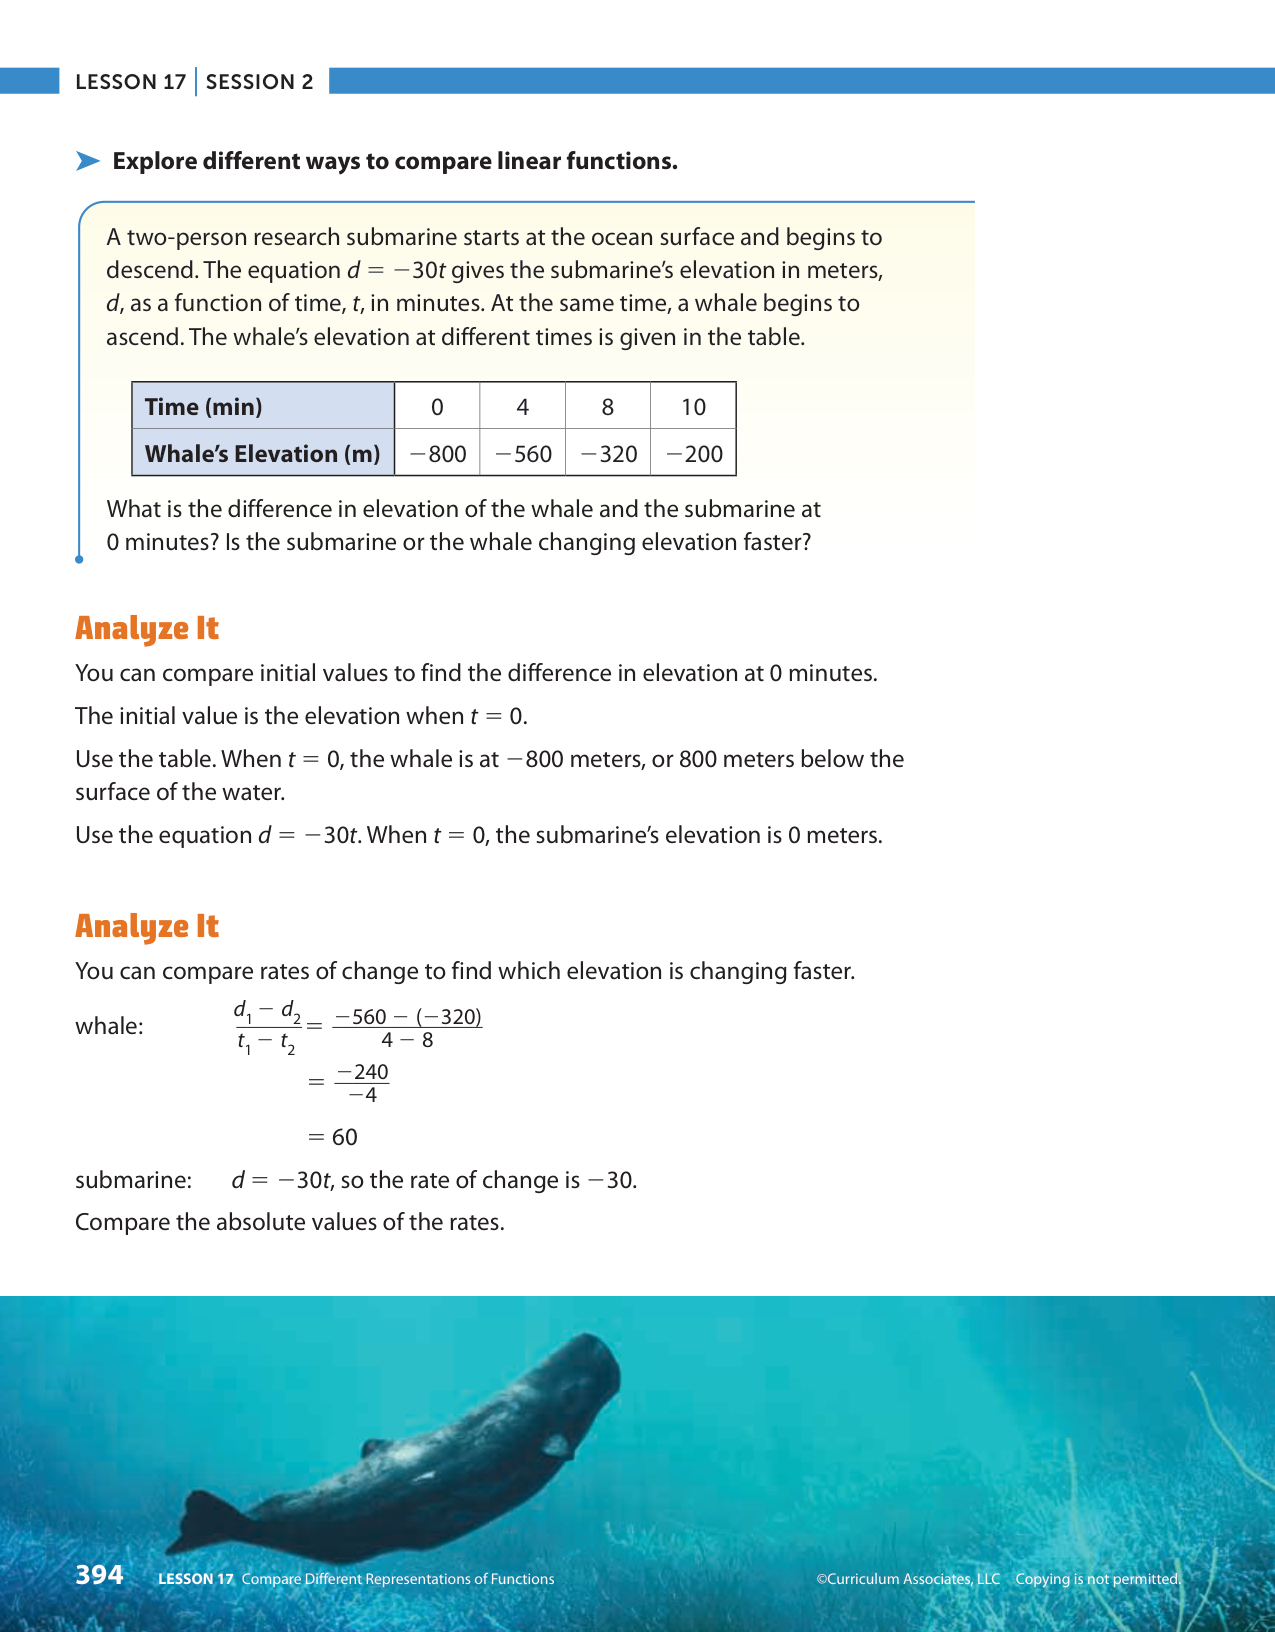 LESSON 17 | SESSION 2
Explore different ways to compare linear functions.
A two-person research submarine starts at the ocean surface and begins to
descend. The equation d = −30t gives the submarine’s elevation in meters,
d, as a function of time, t, in minutes. At the same time, a whale begins to
ascend. The whale’s elevation at different times is given in the table.
Time (min) 0 4 8 10
Whale’s Elevation (m) −800 −560 −320 −200
What is the difference in elevation of the whale and the submarine at
0 minutes? Is the submarine or the whale changing elevation faster?
Analyze It
You can compare initial values to find the difference in elevation at 0 minutes.
The initial value is the elevation when t = 0.
Use the table. When t = 0, the whale is at −800 meters, or 800 meters below the
surface of the water.
Use the equation d = −30t. When t = 0, the submarine’s elevation is 0 meters.
Analyze It
You can compare rates of change to find which elevation is changing faster.
whale: (d₁ − d₂)/(t₁ − t₂) = (−560 − (−320))/(4 − 8)
= −240/−4
= 60
submarine: d = −30t, so the rate of change is −30.
Compare the absolute values of the rates.
394 LESSON 17 Compare Different Representations of Functions ©Curriculum Associates, LLC Copying is not permitted.